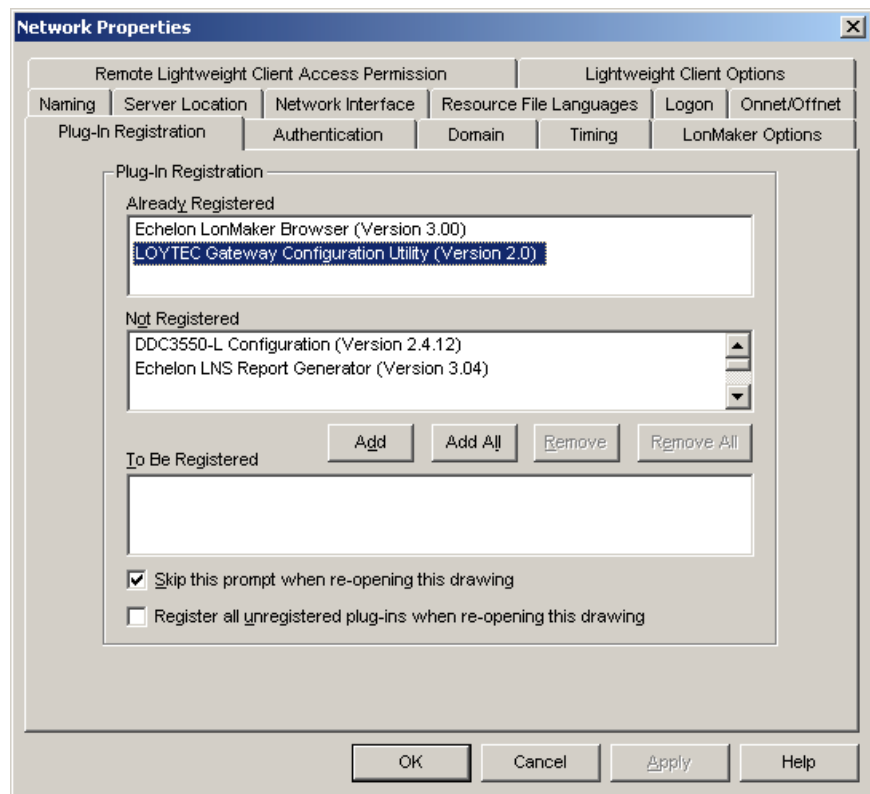 Network Properties
Remote Lightweight Client Access Permission
Lightweight Client Options
Naming
Server Location
Network Interface
Resource File Languages
Logon
Onnet/Offnet
Plug-In Registration
Authentication
Domain
Timing
LonMaker Options
Plug-In Registration
Already Registered
Echelon LonMaker Browser (Version 3.00)
LOYTEC Gateway Configuration Utility (Version 2.0)
Not Registered
DDC3550-L Configuration (Version 2.4.12)
Echelon LNS Report Generator (Version 3.04)
Add
Add All
Remove
Remove All
To Be Registered
Skip this prompt when re-opening this drawing
Register all unregistered plug-ins when re-opening this drawing
OK
Cancel
Apply
Help